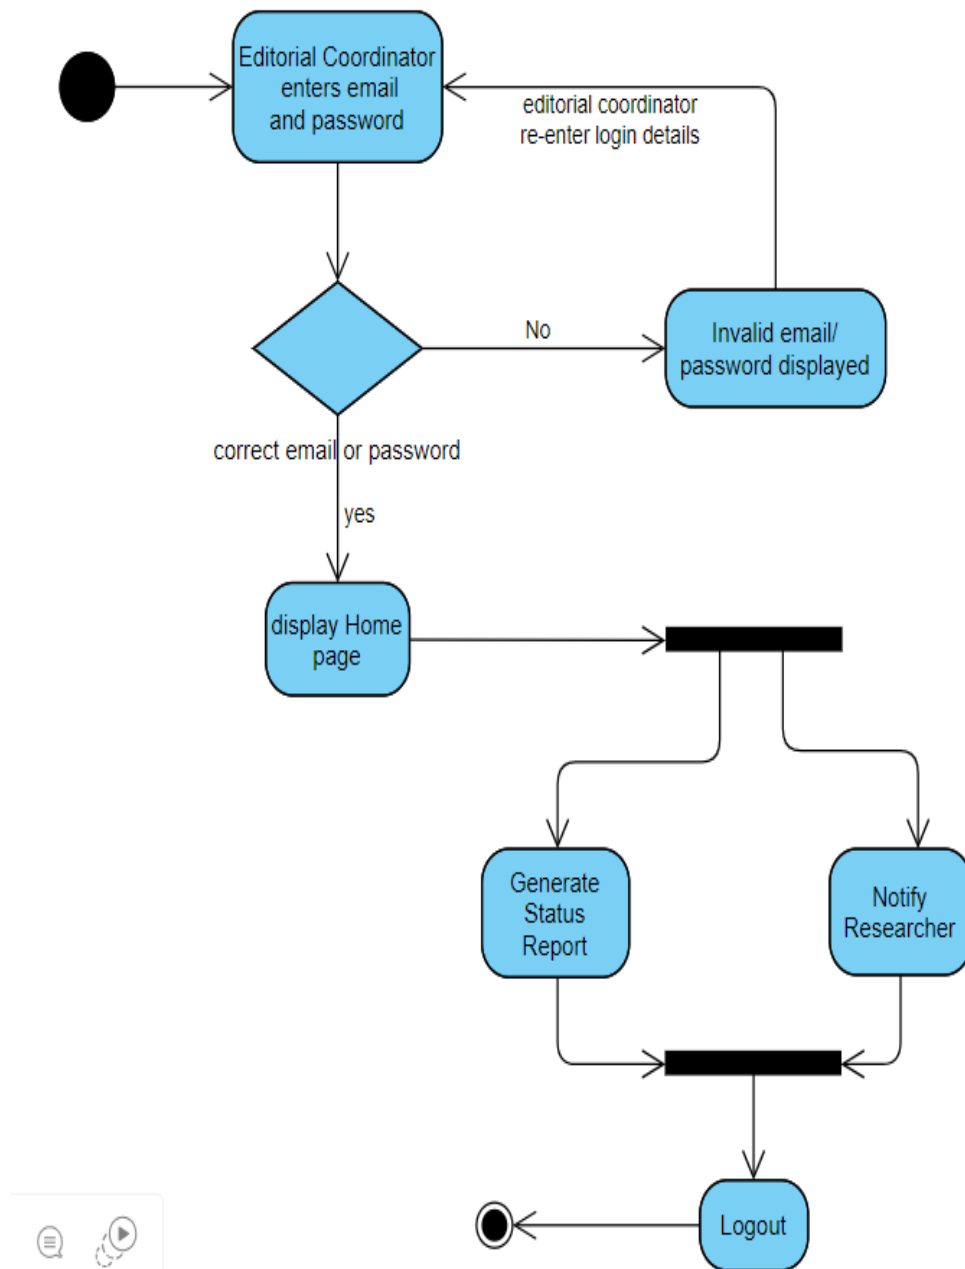 Editorial Coordinator
enters email
and password
editorial coordinator
re-enter login details
No
Invalid email/
password displayed
correct email or password
yes
display Home
page
Generate
Status
Report
Notify
Researcher
Logout